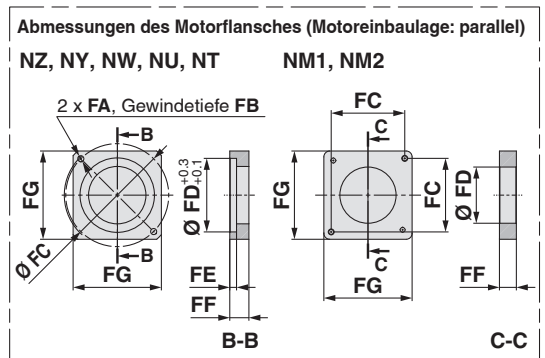 Abmessungen des Motorflansches (Motoreinbaulage: parallel)
NZ, NY, NW, NU, NT
NM1, NM2
2 x FA, Gewindetiefe FB
B
B
FG
Ø FC
FG
Ø FD +0.3 +0.1
FE
FF
B-B
FC
C
C
FG
FC
FG
Ø FD
FF
C-C